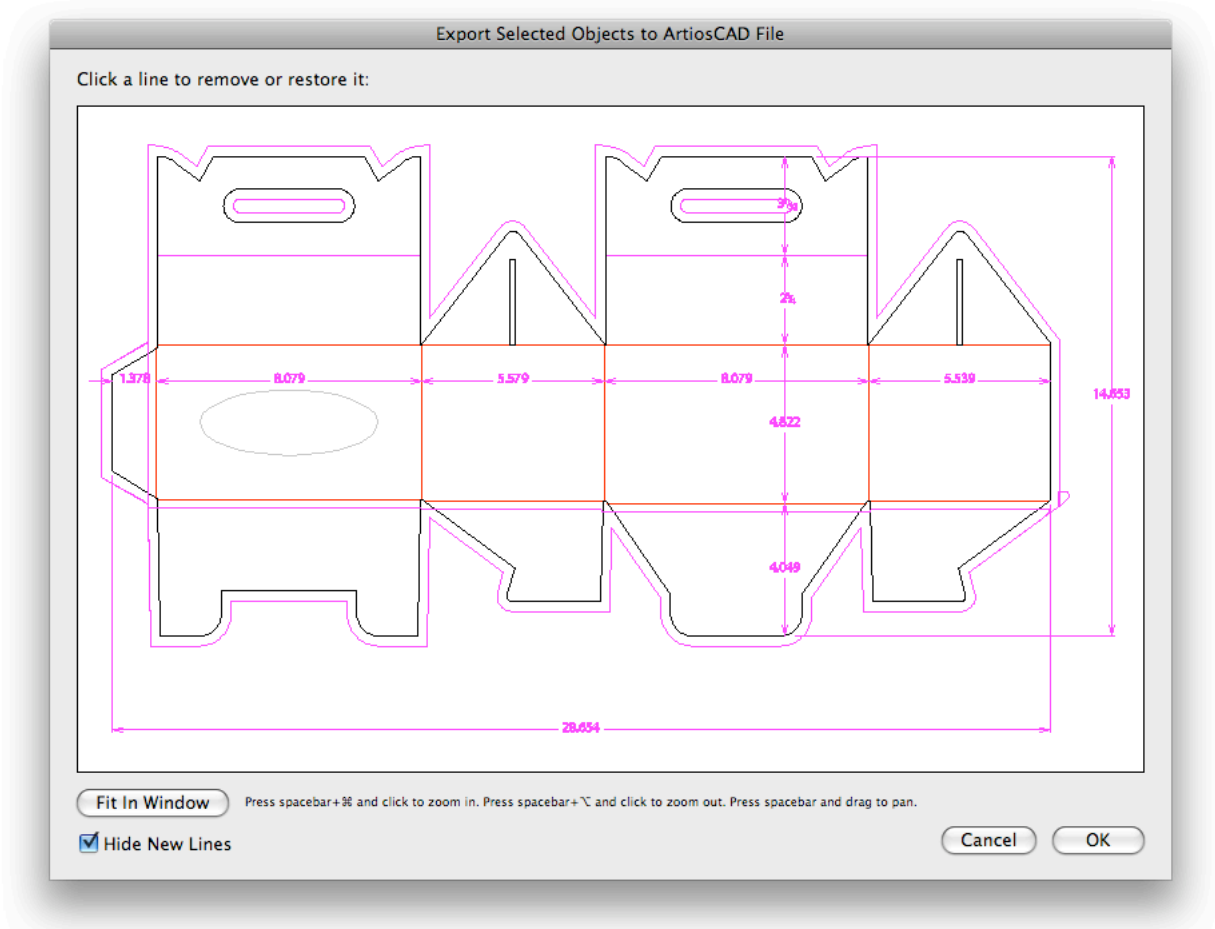 Export Selected Objects to ArtiosCAD File
Click a line to remove or restore it:
1.378
8.079
5.579
8.079
5.539
14.653
4.622
4.049
28.654
Fit In Window
Press spacebar+⌘ and click to zoom in. Press spacebar+⌥ and click to zoom out. Press spacebar and drag to pan.
Hide New Lines
Cancel
OK